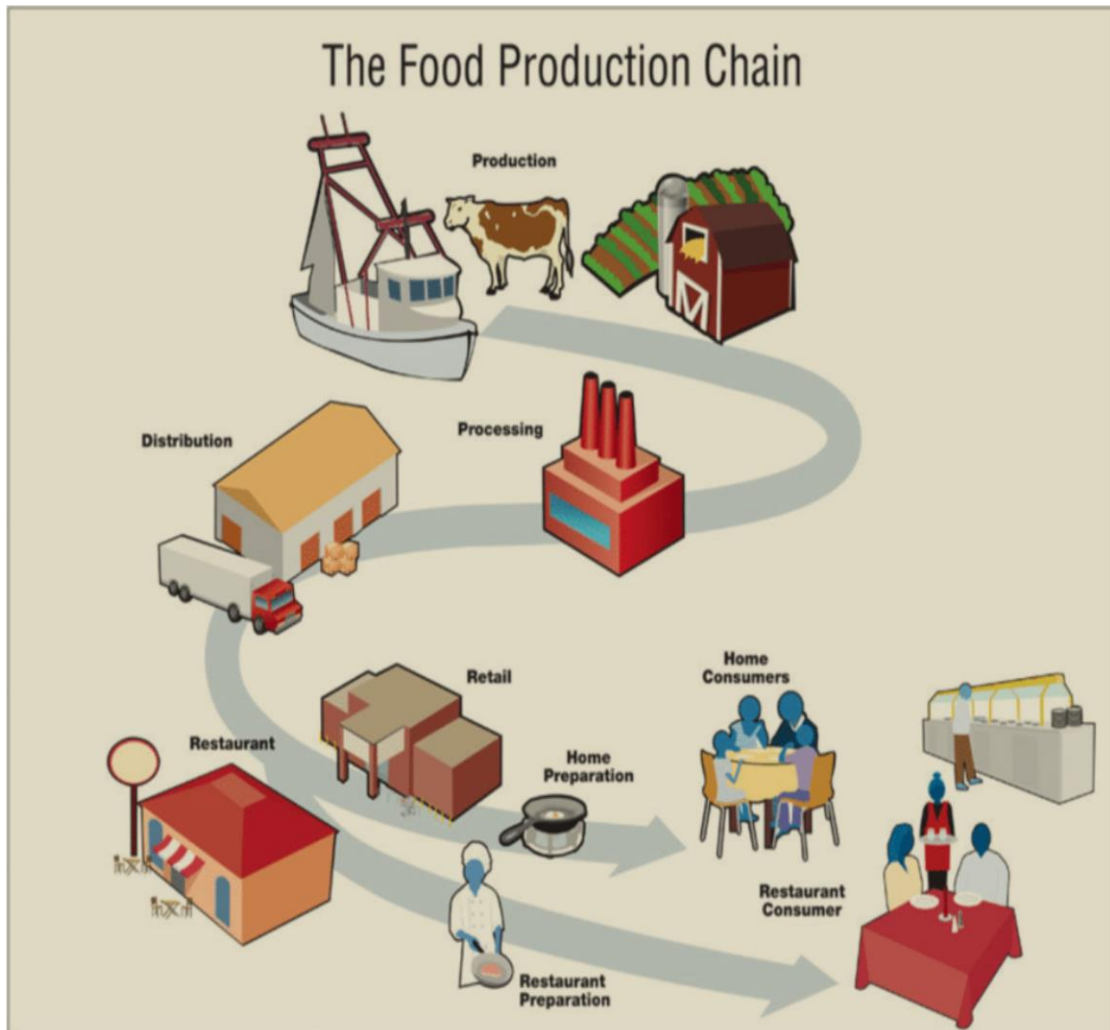 The Food Production Chain
Production
Distribution
Processing
Retail
Home
Consumers
Restaurant
Home
Preparation
Restaurant
Consumer
Restaurant
Preparation